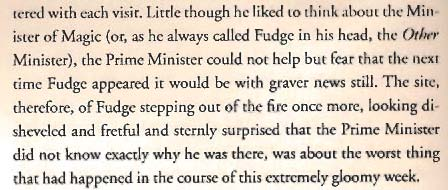 tered with each visit. Little though he liked to think about the Min-
ister of Magic (or, as he always called Fudge in his head, the Other
Minister), the Prime Minister could not help but fear that the next
time Fudge appeared it would be with graver news still. The site,
therefore, of Fudge stepping out of the fire once more, looking di-
sheveled and fretful and sternly surprised that the Prime Minister
did not know exactly why he was there, was about the worst thing
that had happened in the course of this extremely gloomy week.